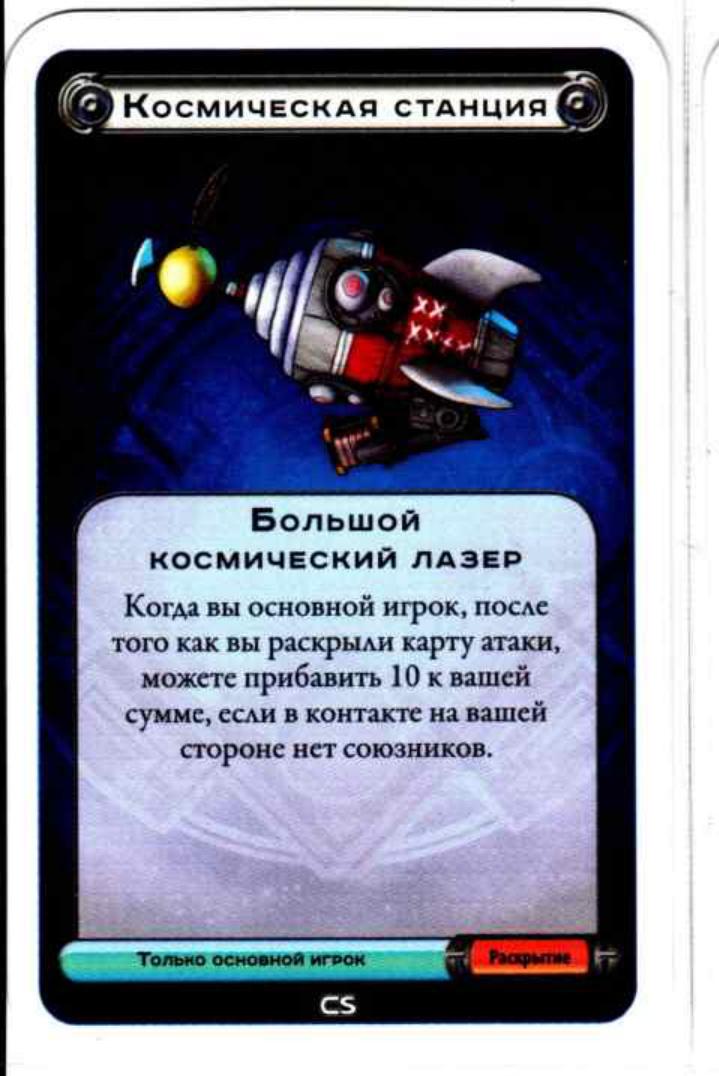 Космическая станция
Большой
космический лазер
Когда вы основной игрок, после
того как вы раскрыли карту атаки,
можете прибавить 10 к вашей
сумме, если в контакте на вашей
стороне нет союзников.
Только основной игрок
Раскрытие
CS